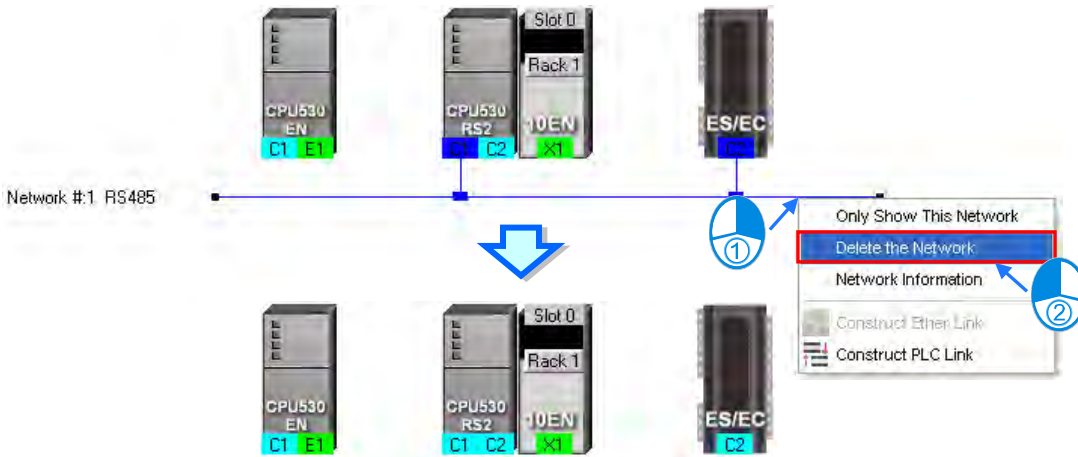 Slot 0
Rack 1
CPU530
EN
C1 E1
CPU530
RS2
C1 C2
10EN
X1
ES/EC
C2
Network #:1 RS485
①
Only Show This Network
Delete the Network
Network Information
Construct Ether Link
Construct PLC Link
②
Slot 0
Rack 1
CPU530
EN
C1 E1
CPU530
RS2
C1 C2
10EN
X1
ES/EC
C2